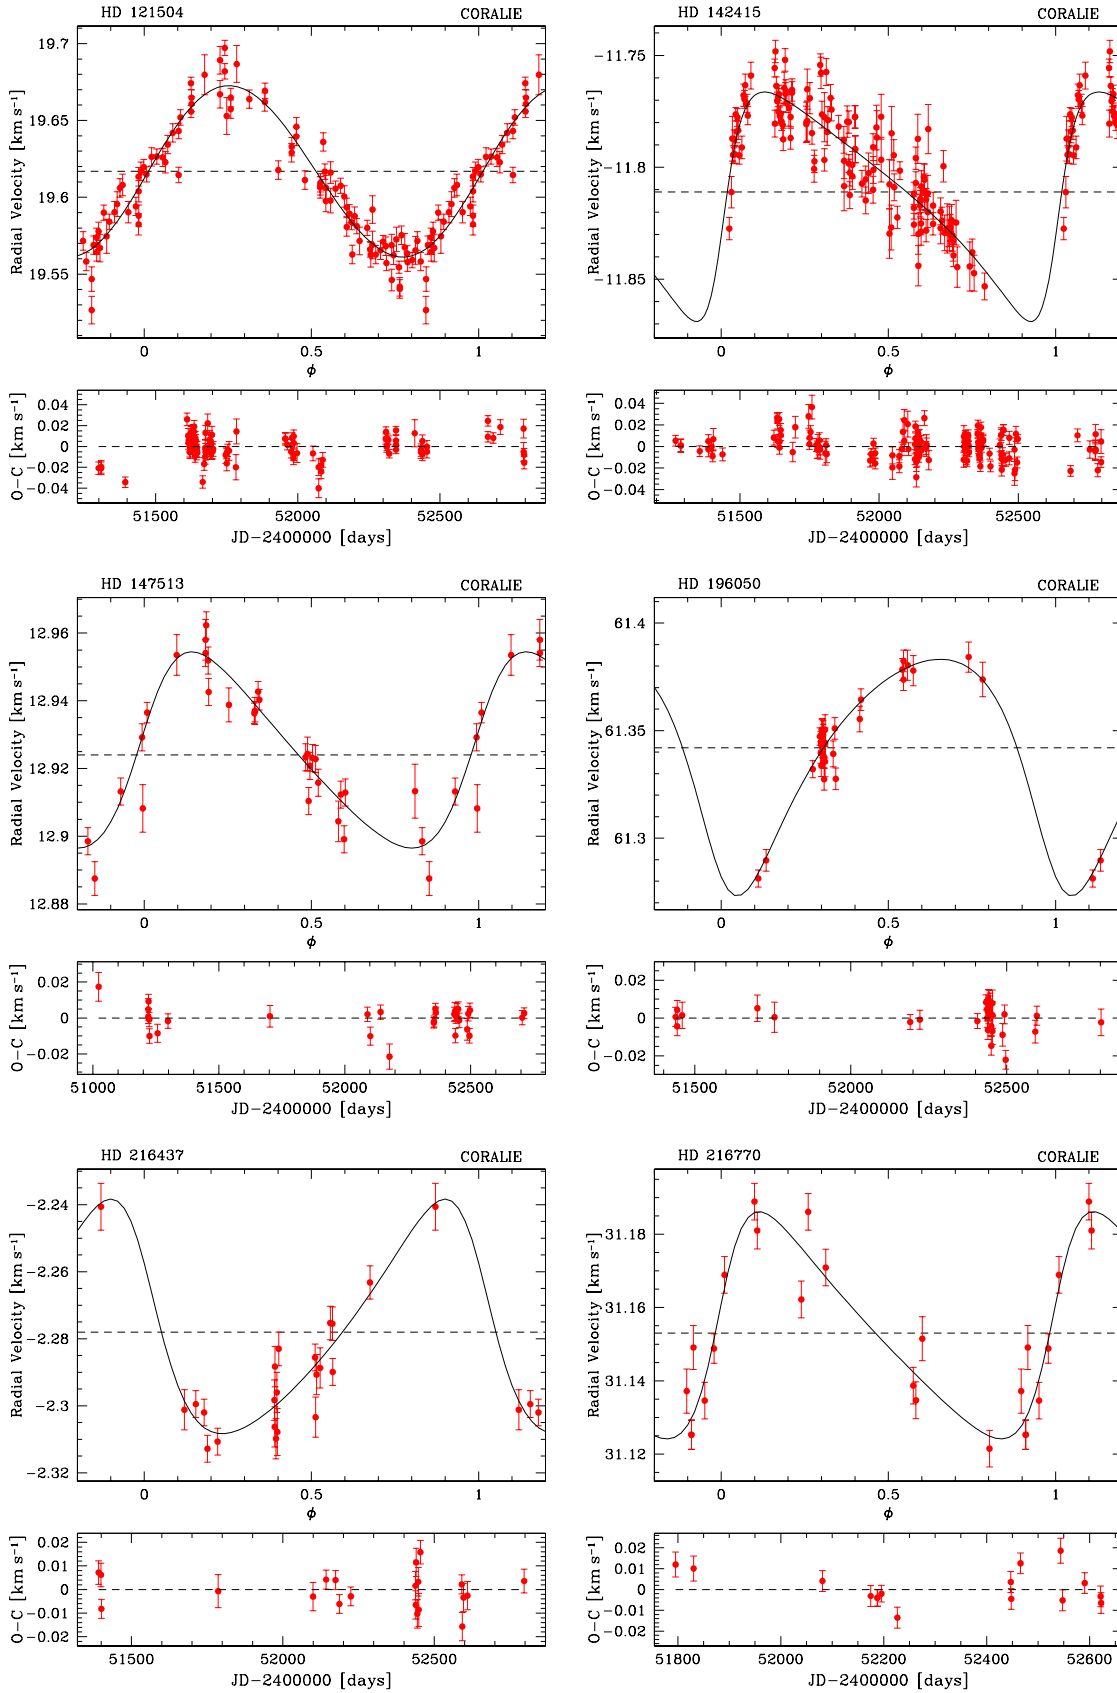 HD 121504 CORALIE
19.7
19.65
19.6
19.55
Radial Velocity [km s⁻¹]
0 0.5 1
ϕ
0.04
0.02
0
−0.02
−0.04
O−C [km s⁻¹]
51500 52000 52500
JD−2400000 [days]
HD 142415 CORALIE
−11.75
−11.8
−11.85
Radial Velocity [km s⁻¹]
0 0.5 1
ϕ
0.04
0.02
0
−0.02
−0.04
O−C [km s⁻¹]
51500 52000 52500
JD−2400000 [days]
HD 147513 CORALIE
12.96
12.94
12.92
12.9
12.88
Radial Velocity [km s⁻¹]
0 0.5 1
ϕ
0.02
0
−0.02
O−C [km s⁻¹]
51000 51500 52000 52500
JD−2400000 [days]
HD 196050 CORALIE
61.4
61.35
61.3
Radial Velocity [km s⁻¹]
0 0.5 1
ϕ
0.02
0
−0.02
O−C [km s⁻¹]
51500 52000 52500
JD−2400000 [days]
HD 216437 CORALIE
−2.24
−2.26
−2.28
−2.3
−2.32
Radial Velocity [km s⁻¹]
0 0.5 1
ϕ
0.02
0.01
0
−0.01
−0.02
O−C [km s⁻¹]
51500 52000 52500
JD−2400000 [days]
HD 216770 CORALIE
31.18
31.16
31.14
31.12
Radial Velocity [km s⁻¹]
0 0.5 1
ϕ
0.02
0.01
0
−0.01
−0.02
O−C [km s⁻¹]
51800 52000 52200 52400 52600
JD−2400000 [days]